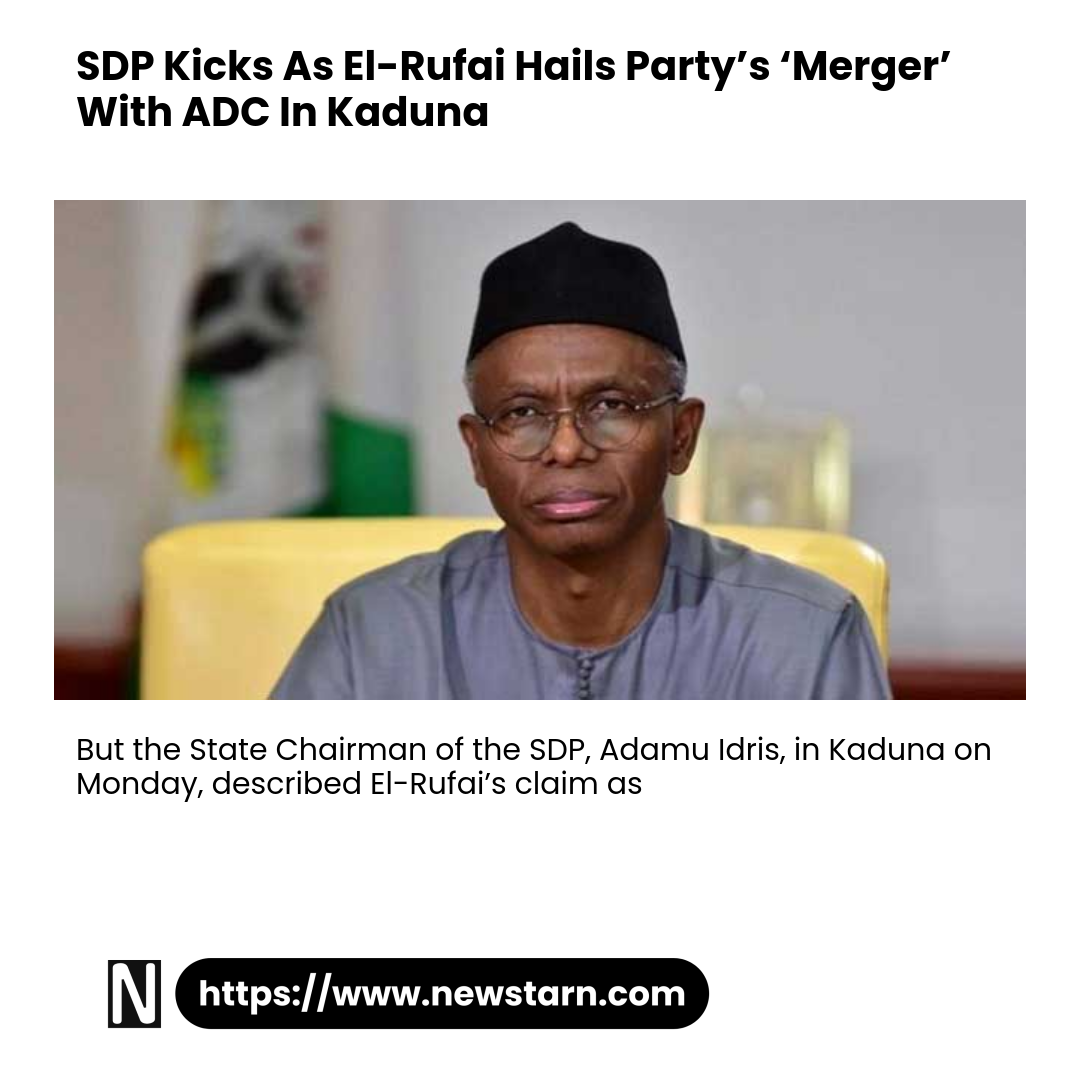 SDP Kicks As El-Rufai Hails Party’s ‘Merger’
With ADC In Kaduna
But the State Chairman of the SDP, Adamu Idris, in Kaduna on
Monday, described El-Rufai’s claim as
N
https://www.newstarn.com